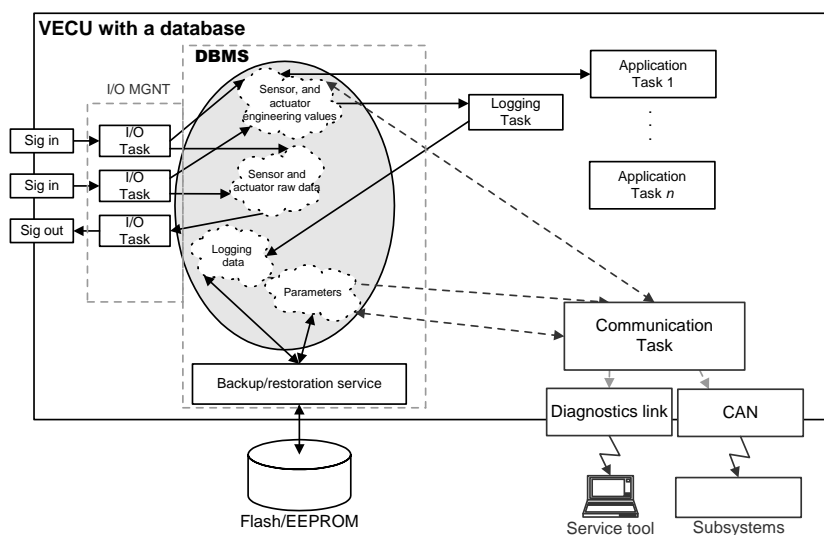 VECU with a database
DBMS
I/O MGNT
Sensor, and
actuator
engineering values
Application
Task 1
Logging
Task
.
.
.
Sig in
I/O
Task
Sensor and
actuator raw data
Sig in
I/O
Task
Application
Task n
Sig out
I/O
Task
Logging
data
Parameters
Communication
Task
Backup/restoration service
Diagnostics link
CAN
Flash/EEPROM
Service tool
Subsystems